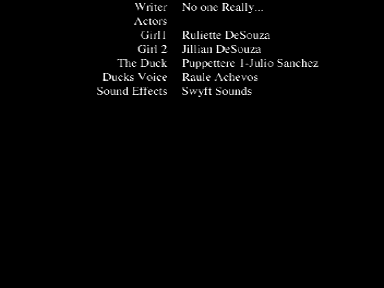 Writer No one Really...
Actors
Girl1 Ruliette DeSouza
Girl 2 Jillian DeSouza
The Duck Puppettere 1-Julio Sanchez
Ducks Voice Raule Achevos
Sound Effects Swyft Sounds